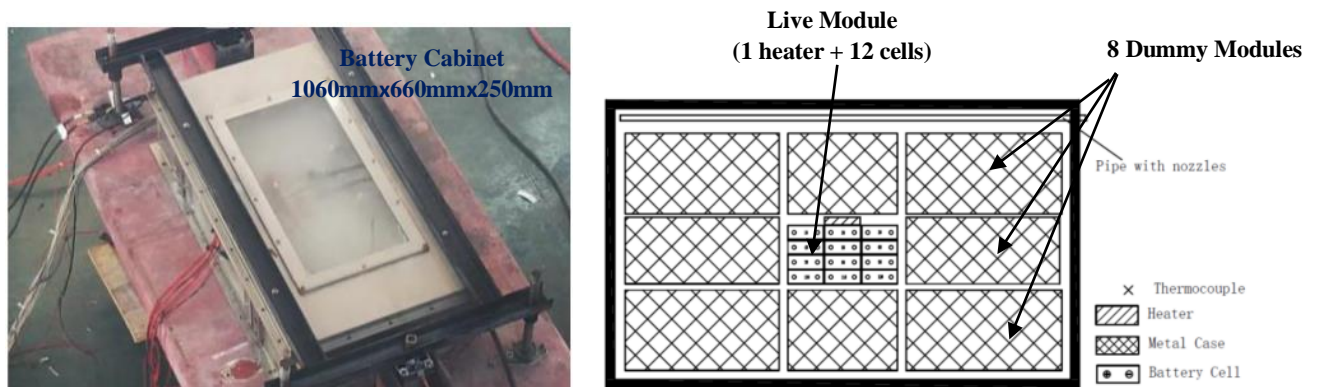 Battery Cabinet
1060mmx660mmx250mm
Live Module
(1 heater + 12 cells)
8 Dummy Modules
Pipe with nozzles
Thermocouple
Heater
Metal Case
Battery Cell